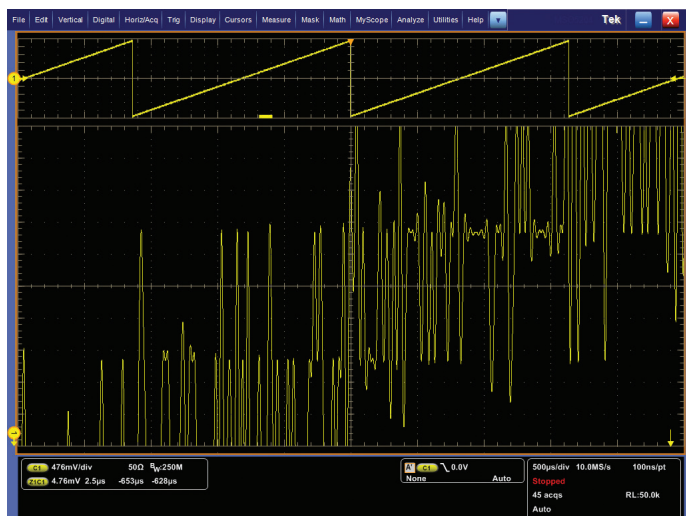 File Edit Vertical Digital Horiz/Acq Trig Display Cursors Measure Mask Math MyScope Analyze Utilities Help Tek X
1
1
C1 476mV/div 50Ω BW:250M
Z1C1 4.76mV 2.5µs -653µs -628µs
A' C1 0.0V
None Auto
500µs/div 10.0MS/s 100ns/pt
Stopped
45 acqs RL:50.0k
Auto